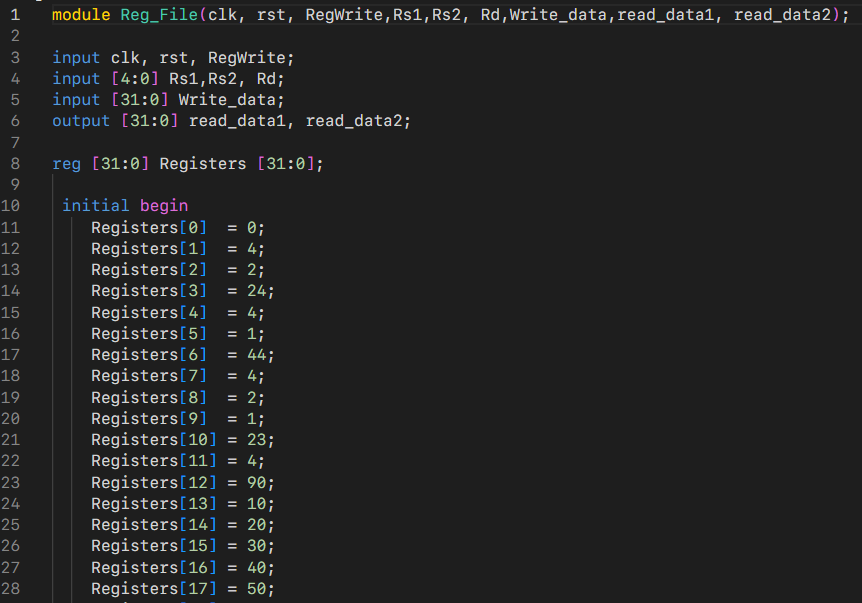 1 module Reg_File(clk, rst, RegWrite,Rs1,Rs2, Rd,Write_data,read_data1, read_data2);
2
3 input clk, rst, RegWrite;
4 input [4:0] Rs1,Rs2, Rd;
5 input [31:0] Write_data;
6 output [31:0] read_data1, read_data2;
7
8 reg [31:0] Registers [31:0];
9
10 initial begin
11 Registers[0]  = 0;
12 Registers[1]  = 4;
13 Registers[2]  = 2;
14 Registers[3]  = 24;
15 Registers[4]  = 4;
16 Registers[5]  = 1;
17 Registers[6]  = 44;
18 Registers[7]  = 4;
19 Registers[8]  = 2;
20 Registers[9]  = 1;
21 Registers[10] = 23;
22 Registers[11] = 4;
23 Registers[12] = 90;
24 Registers[13] = 10;
25 Registers[14] = 20;
26 Registers[15] = 30;
27 Registers[16] = 40;
28 Registers[17] = 50;